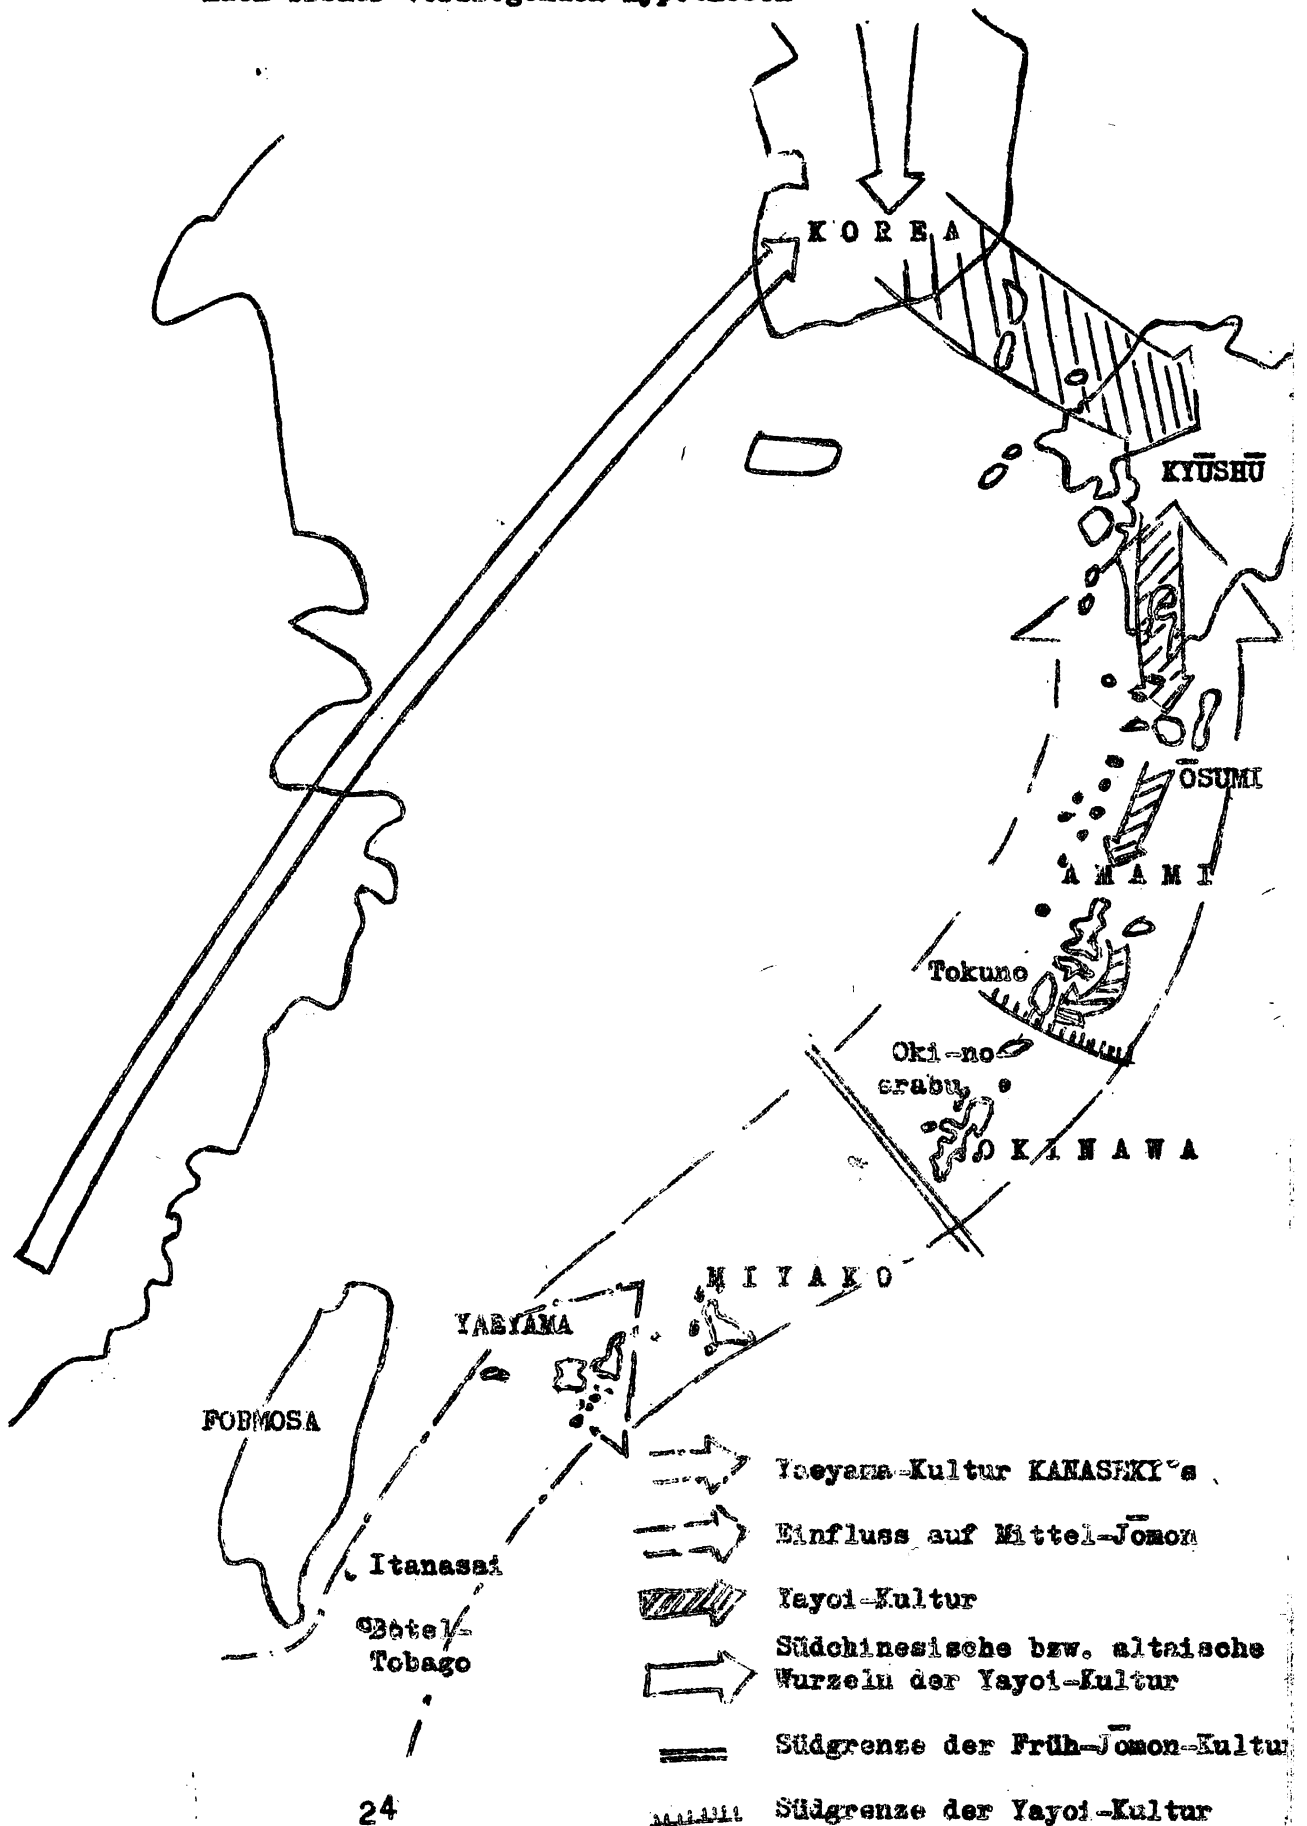 KOREA
KYŪSHŪ
ŌSUMI
AMAMI
Tokuno
Oki-no
erabu
OKINAWA
MIYAKO
YAEYAMA
FORMOSA
Itanasai
Botel-
Tobago
Yaeyama-Kultur KANASEKI's
Einfluss auf Mittel-Jōmon
Yayoi-Kultur
Südchinesische bzw. altaische
Wurzeln der Yayoi-Kultur
Südgrenze der Früh-Jōmon-Kultur
Südgrenze der Yayoi-Kultur
24